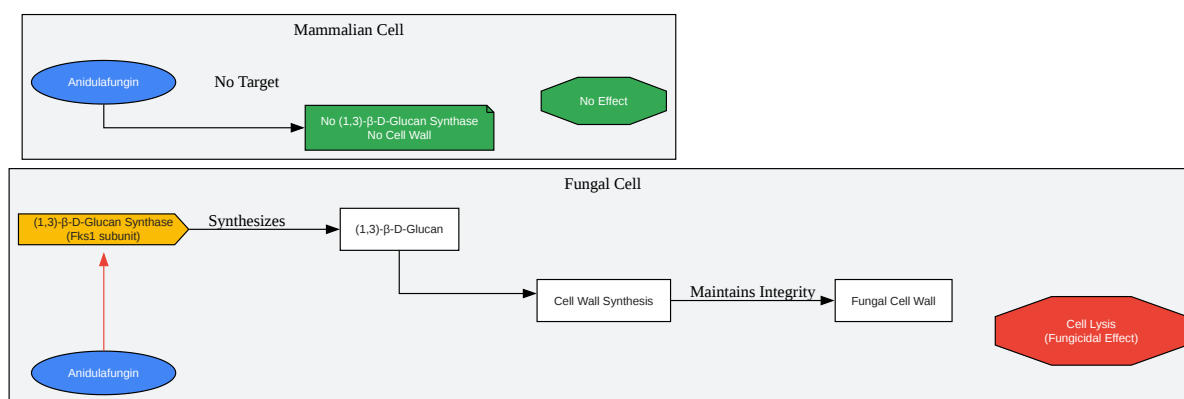 Mammalian Cell
Anidulafungin
No Target
No (1,3)-β-D-Glucan Synthase
No Cell Wall
No Effect
Fungal Cell
(1,3)-β-D-Glucan Synthase
(Fks1 subunit)
Synthesizes
(1,3)-β-D-Glucan
Cell Wall Synthesis
Maintains Integrity
Fungal Cell Wall
Cell Lysis
(Fungicidal Effect)
Anidulafungin